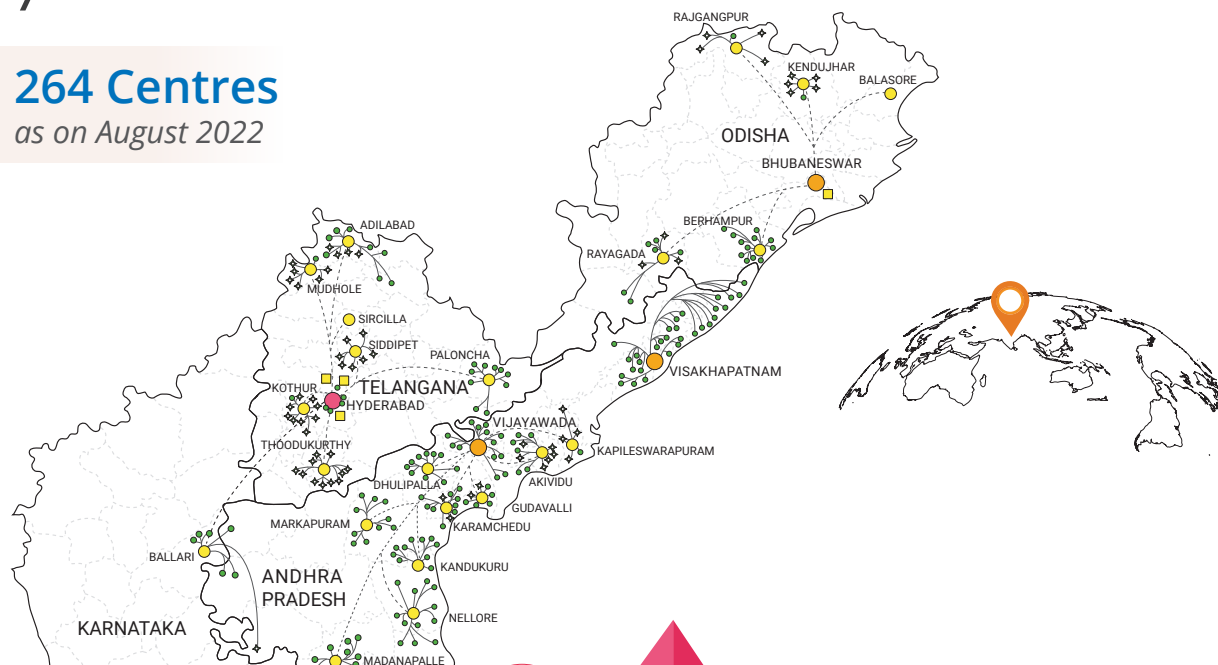 264 Centres
as on August 2022
RAJGANGPUR
KENDUJHAR
BALASORE
ODISHA
BHUBANESWAR
BERHAMPUR
RAYAGADA
ADILABAD
MUDHOLE
SIRCILLA
SIDDIPET
PALONCHA
KOTHUR
TELANGANA
HYDERABAD
VISAKHAPATNAM
THOODUKURTHY
VIJAYAWADA
KAPILESWARAPURAM
AKIVIDU
DHULIPALLA
GUDAVALLI
MARKAPURAM
KARAMCHEDU
BALLARI
KANDUKURU
ANDHRA
PRADESH
NELLORE
KARNATAKA
MADANAPALLE